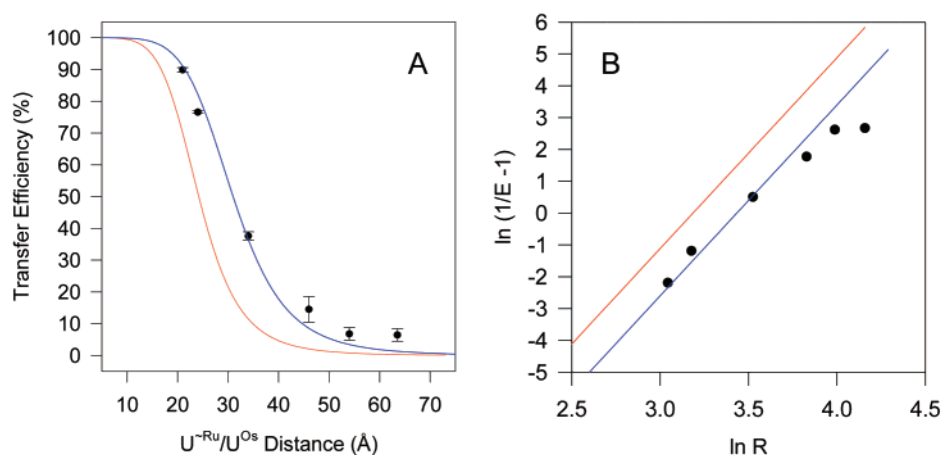 A
100
90
80
70
60
50
40
30
20
10
0
Transfer Efficiency (%)
10 20 30 40 50 60 70
U~Ru/UOs Distance (Å)
B
6
5
4
3
2
1
0
-1
-2
-3
-4
-5
ln (1/E -1)
2.5 3.0 3.5 4.0 4.5
ln R